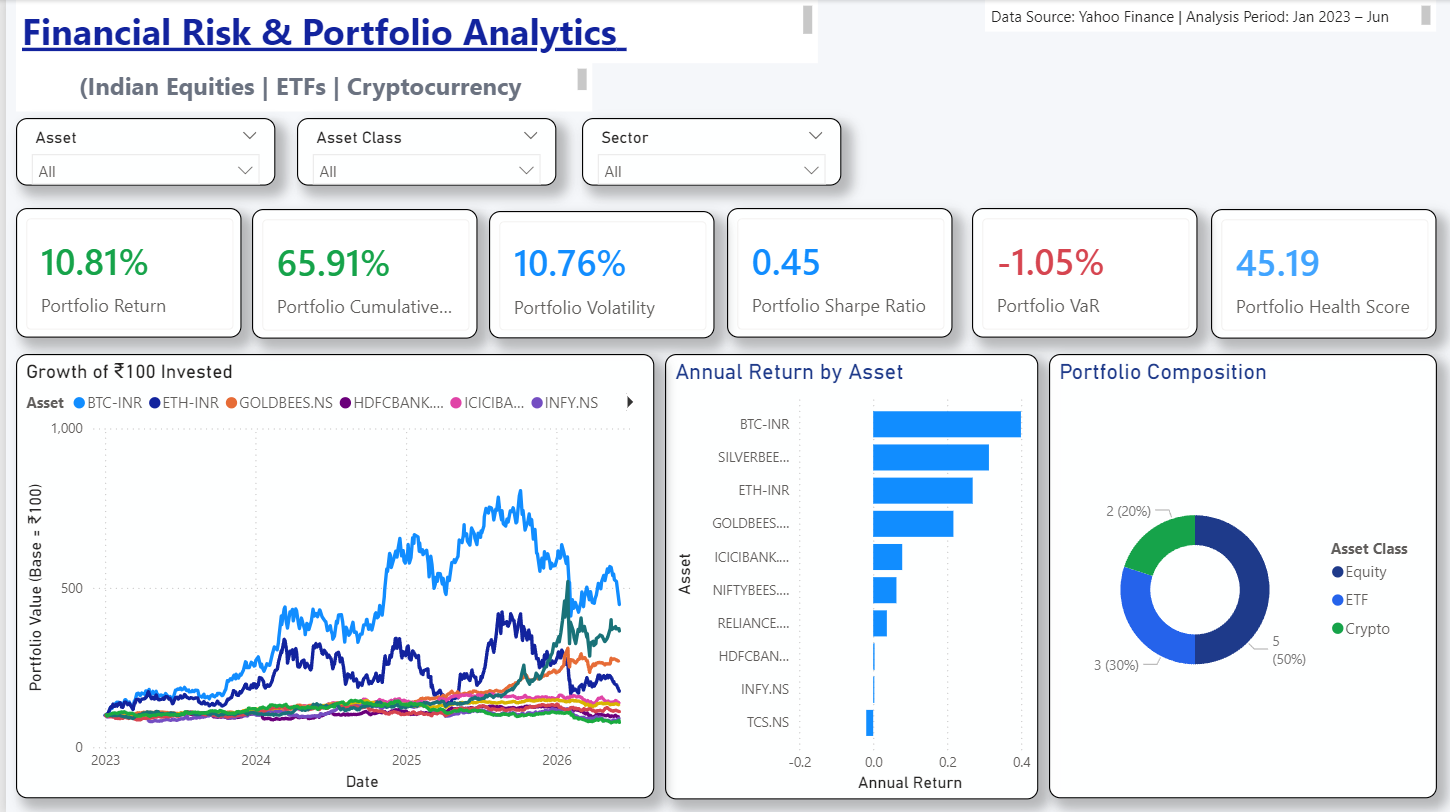 Financial Risk & Portfolio Analytics
Data Source: Yahoo Finance | Analysis Period: Jan 2023 – Jun
(Indian Equities | ETFs | Cryptocurrency
Asset
All
Asset Class
All
Sector
All
10.81%
Portfolio Return
65.91%
Portfolio Cumulative...
10.76%
Portfolio Volatility
0.45
Portfolio Sharpe Ratio
-1.05%
Portfolio VaR
45.19
Portfolio Health Score
Growth of ₹100 Invested
Asset BTC-INR ETH-INR GOLDBEES.NS HDFCBANK.... ICICIBA... INFY.NS
Portfolio Value (Base = ₹100)
1,000
500
0
2023 2024 2025 2026
Date
Annual Return by Asset
Asset
BTC-INR
SILVERBEE...
ETH-INR
GOLDBEES....
ICICIBANK....
NIFTYBEES....
RELIANCE....
HDFCBAN...
INFY.NS
TCS.NS
-0.2 0.0 0.2 0.4
Annual Return
Portfolio Composition
2 (20%)
3 (30%)
5
(50%)
Asset Class
Equity
ETF
Crypto